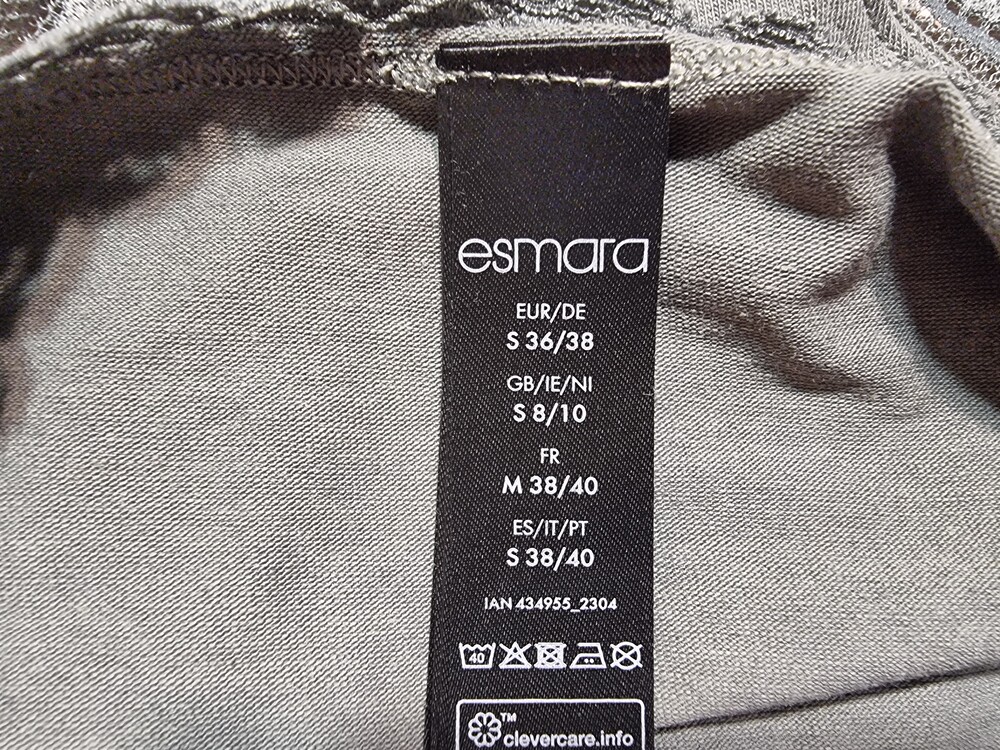 esmara
EUR/DE
S 36/38
GB/IE/NI
S 8/10
FR
M 38/40
ES/IT/PT
S 38/40
IAN 434955_2304
40
™
clevercare.info